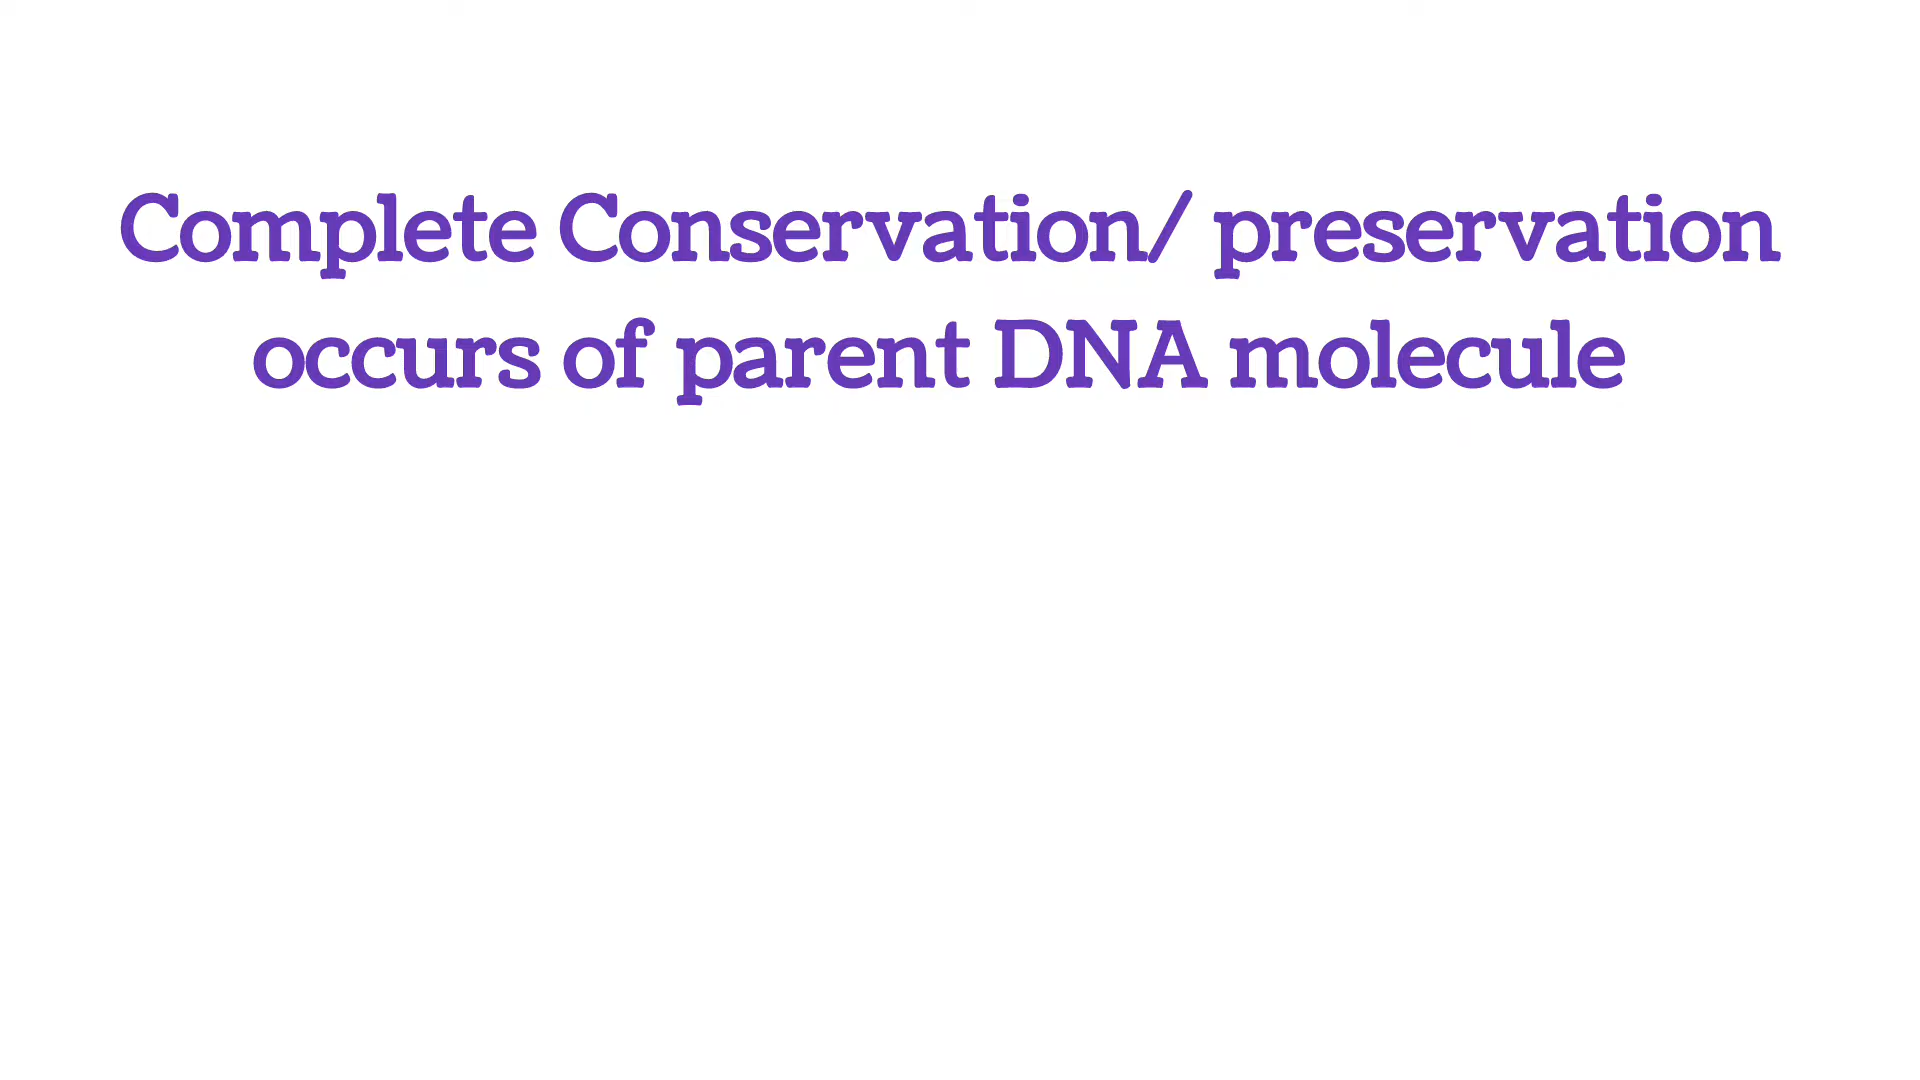 Complete Conservation/ preservation
occurs of parent DNA molecule